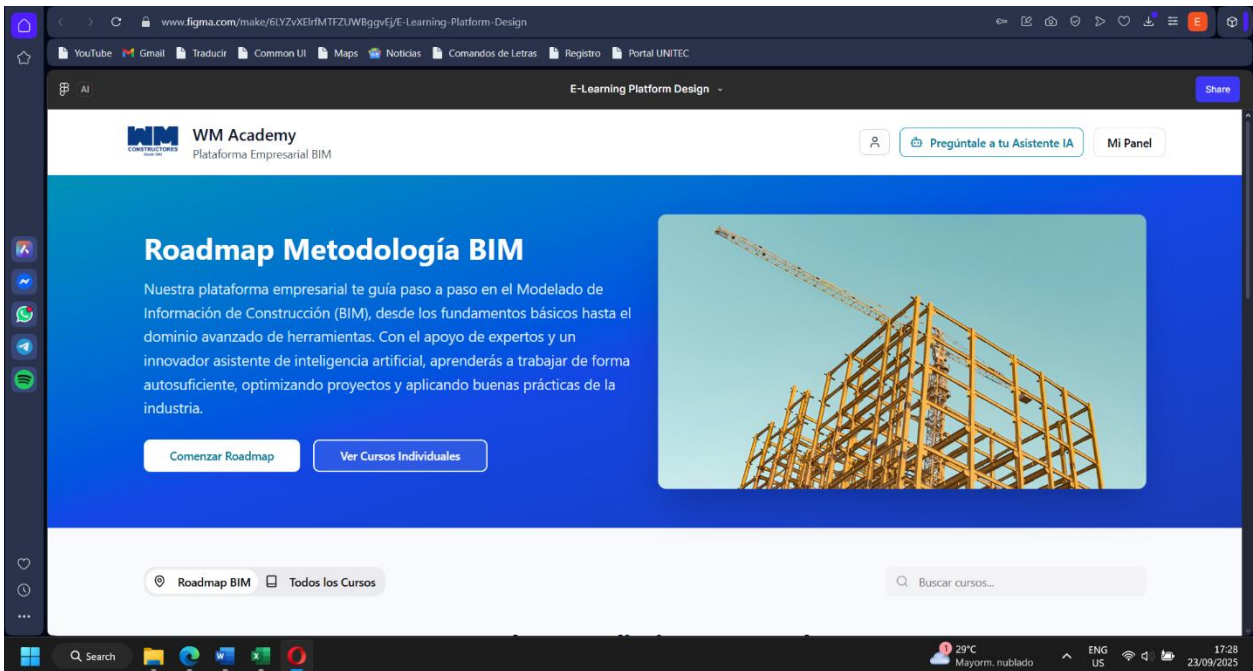 www.figma.com/make/6LYZvXElrfMTFZUWBggvEj/E-Learning-Platform-Design
E
YouTube Gmail Traducir Common UI Maps Noticias Comandos de Letras Registro Portal UNITEC
AI
E-Learning Platform Design
Share
WM
CONSTRUCTORES
WM Academy
Plataforma Empresarial BIM
Pregúntale a tu Asistente IA
Mi Panel
Roadmap Metodología BIM
Nuestra plataforma empresarial te guía paso a paso en el Modelado de
Información de Construcción (BIM), desde los fundamentos básicos hasta el
dominio avanzado de herramientas. Con el apoyo de expertos y un
innovador asistente de inteligencia artificial, aprenderás a trabajar de forma
autosuficiente, optimizando proyectos y aplicando buenas prácticas de la
industria.
Comenzar Roadmap
Ver Cursos Individuales
Roadmap BIM
Todos los Cursos
Buscar cursos...
Search
1
29°C
Mayorm. nublado
ENG
US
17:28
23/09/2025